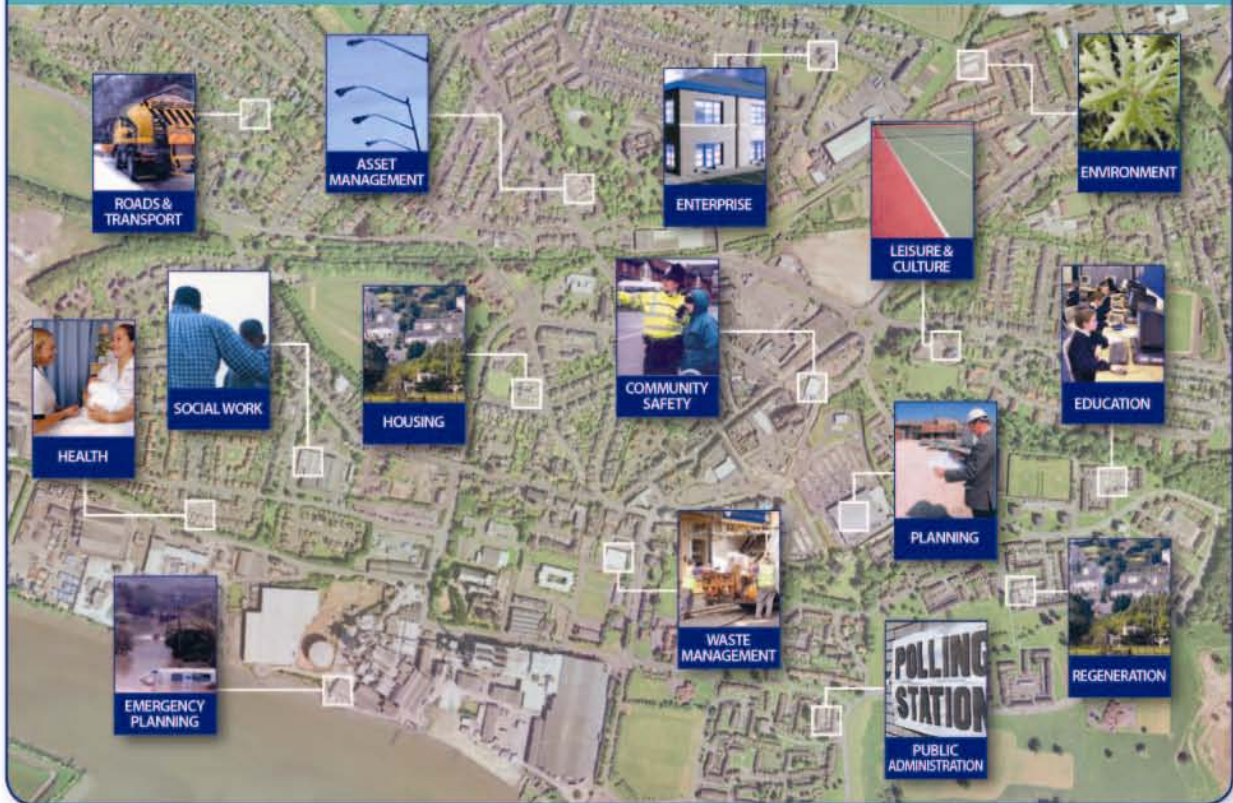 ASSET
MANAGEMENT
ROADS &
TRANSPORT
ENTERPRISE
ENVIRONMENT
LEISURE &
CULTURE
HEALTH
SOCIAL WORK
HOUSING
COMMUNITY
SAFETY
EDUCATION
PLANNING
EMERGENCY
PLANNING
WASTE
MANAGEMENT
POLLING
STATION
PUBLIC
ADMINISTRATION
REGENERATION